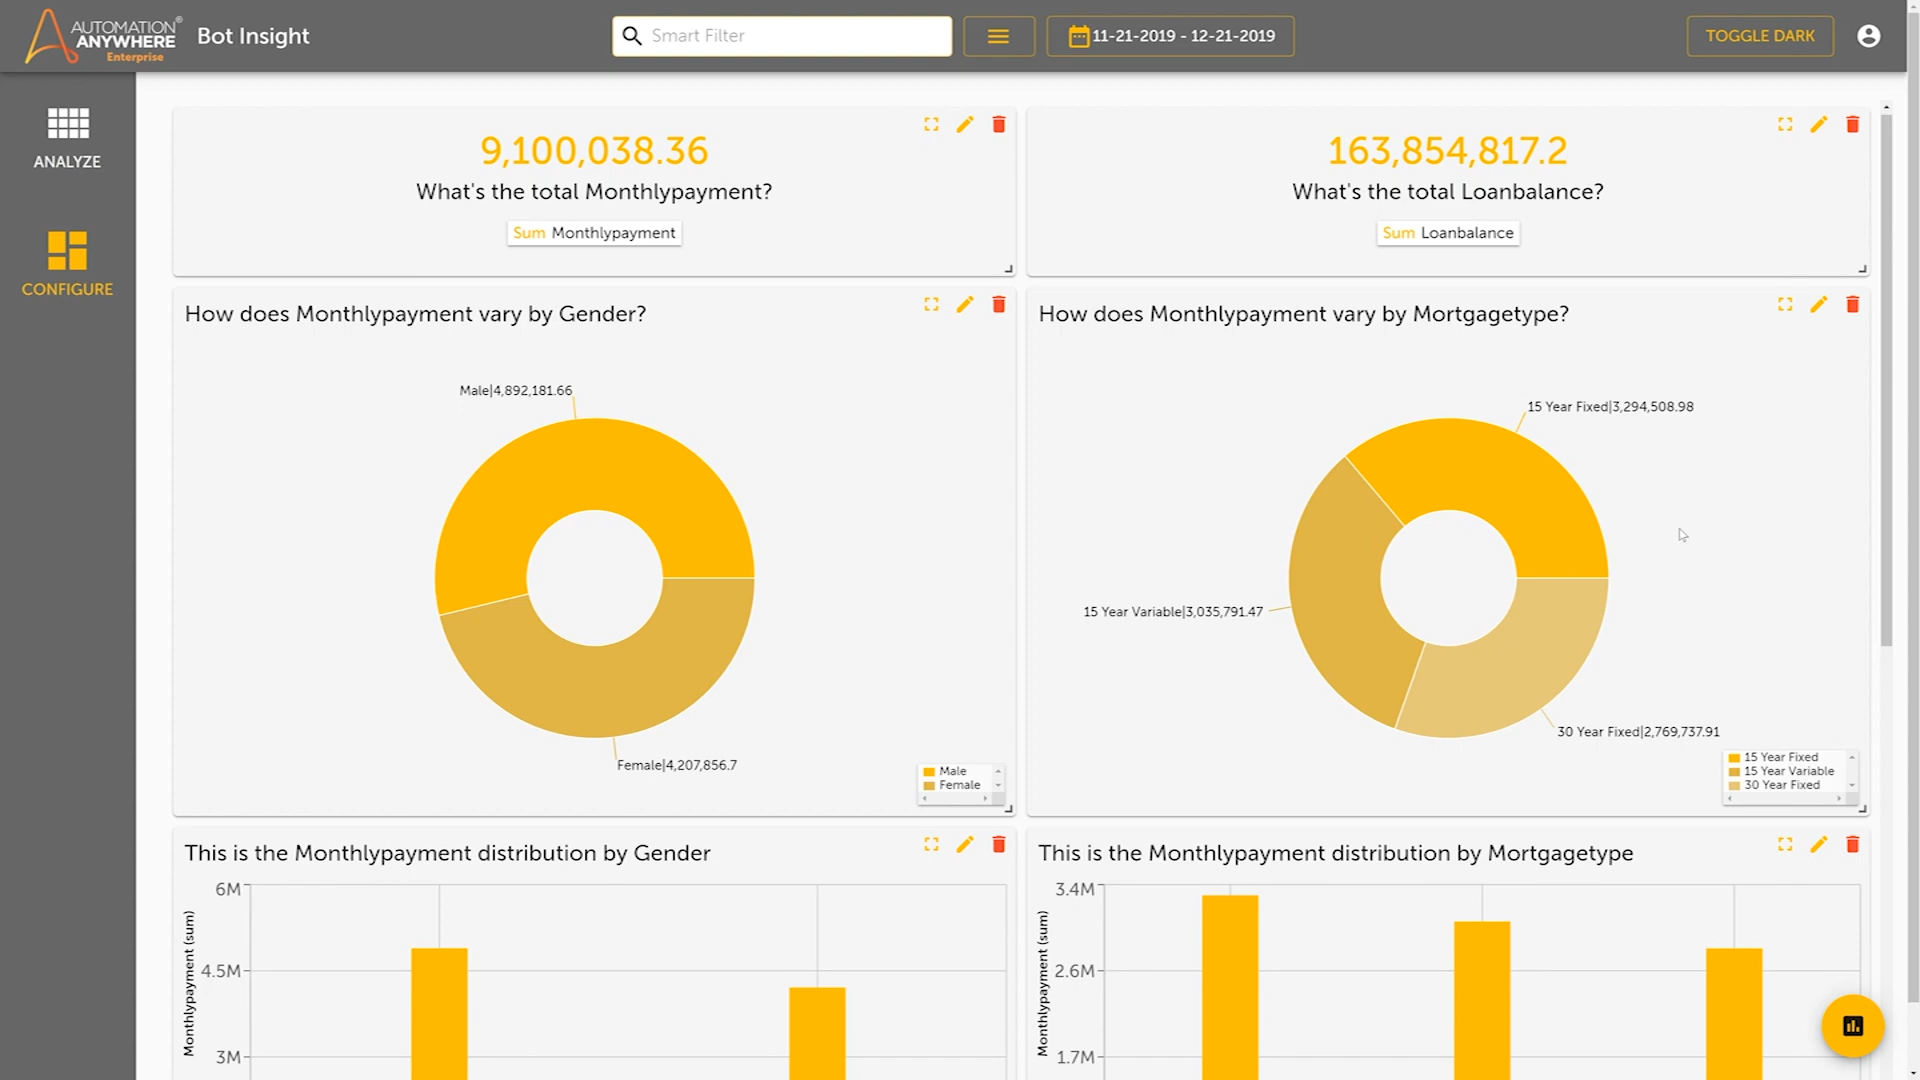 AUTOMATION
ANYWHERE
Enterprise
Bot Insight
Smart Filter
11-21-2019 - 12-21-2019
TOGGLE DARK
ANALYZE
CONFIGURE
9,100,038.36
What's the total Monthlypayment?
Sum Monthlypayment
163,854,817.2
What's the total Loanbalance?
Sum Loanbalance
How does Monthlypayment vary by Gender?
Male|4,892,181.66
Female|4,207,856.7
Male
Female
How does Monthlypayment vary by Mortgagetype?
15 Year Fixed|3,294,508.98
15 Year Variable|3,035,791.47
30 Year Fixed|2,769,737.91
15 Year Fixed
15 Year Variable
30 Year Fixed
This is the Monthlypayment distribution by Gender
Monthlypayment (sum)
6M
4.5M
3M
This is the Monthlypayment distribution by Mortgagetype
Monthlypayment (sum)
3.4M
2.6M
1.7M